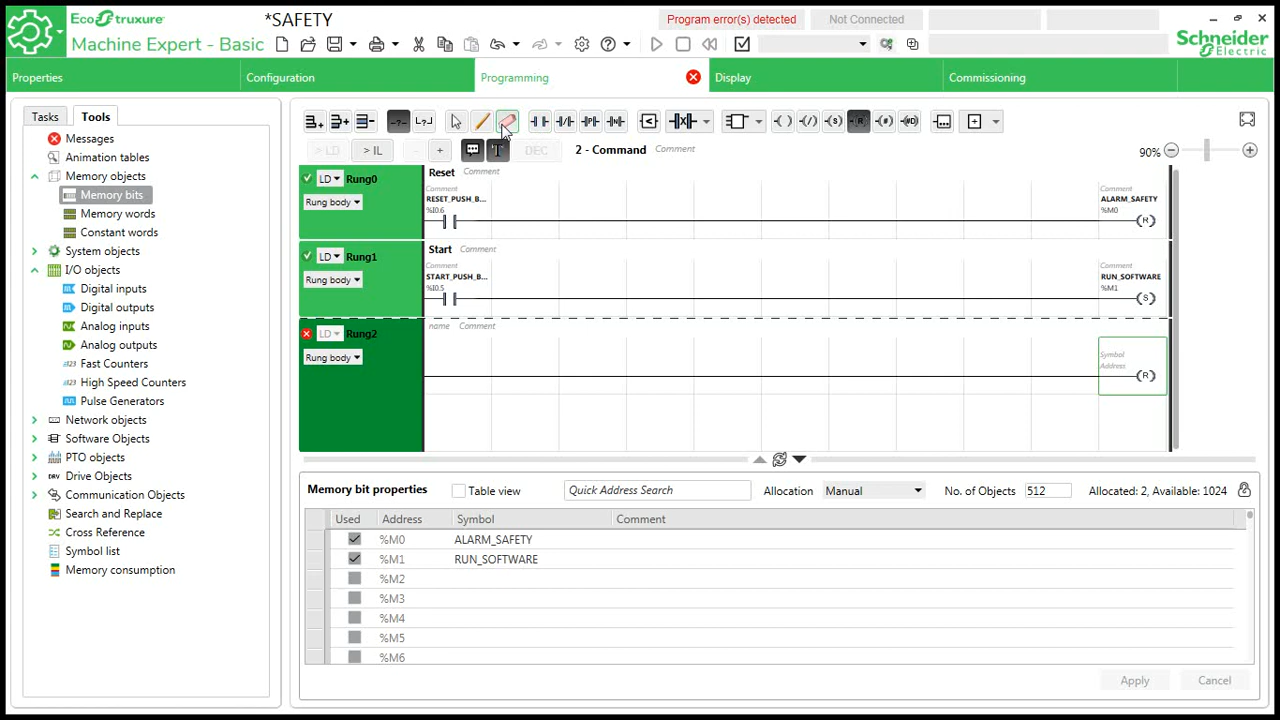 EcoStruxure
Machine Expert - Basic
*SAFETY
Program error(s) detected
Not Connected
Schneider
Electric
Properties
Configuration
Programming
Display
Commissioning
Tasks
Tools
Messages
Animation tables
Memory objects
Memory bits
Memory words
Constant words
System objects
I/O objects
Digital inputs
Digital outputs
Analog inputs
Analog outputs
Fast Counters
High Speed Counters
Pulse Generators
Network objects
Software Objects
PTO objects
Drive Objects
Communication Objects
Search and Replace
Cross Reference
Symbol list
Memory consumption
> LD
> IL
-
+
DEC
2 - Command
Comment
90%
LD
Rung0
Rung body
Reset
Comment
Comment
RESET_PUSH_B...
%I0.6
Comment
ALARM_SAFETY
%M0
R
LD
Rung1
Rung body
Start
Comment
Comment
START_PUSH_B...
%I0.5
Comment
RUN_SOFTWARE
%M1
S
LD
Rung2
Rung body
name
Comment
Symbol
Address
R
Memory bit properties
Table view
Quick Address Search
Allocation
Manual
No. of Objects
512
Allocated: 2, Available: 1024
Used
Address
Symbol
Comment
%M0
ALARM_SAFETY
%M1
RUN_SOFTWARE
%M2
%M3
%M4
%M5
%M6
Apply
Cancel